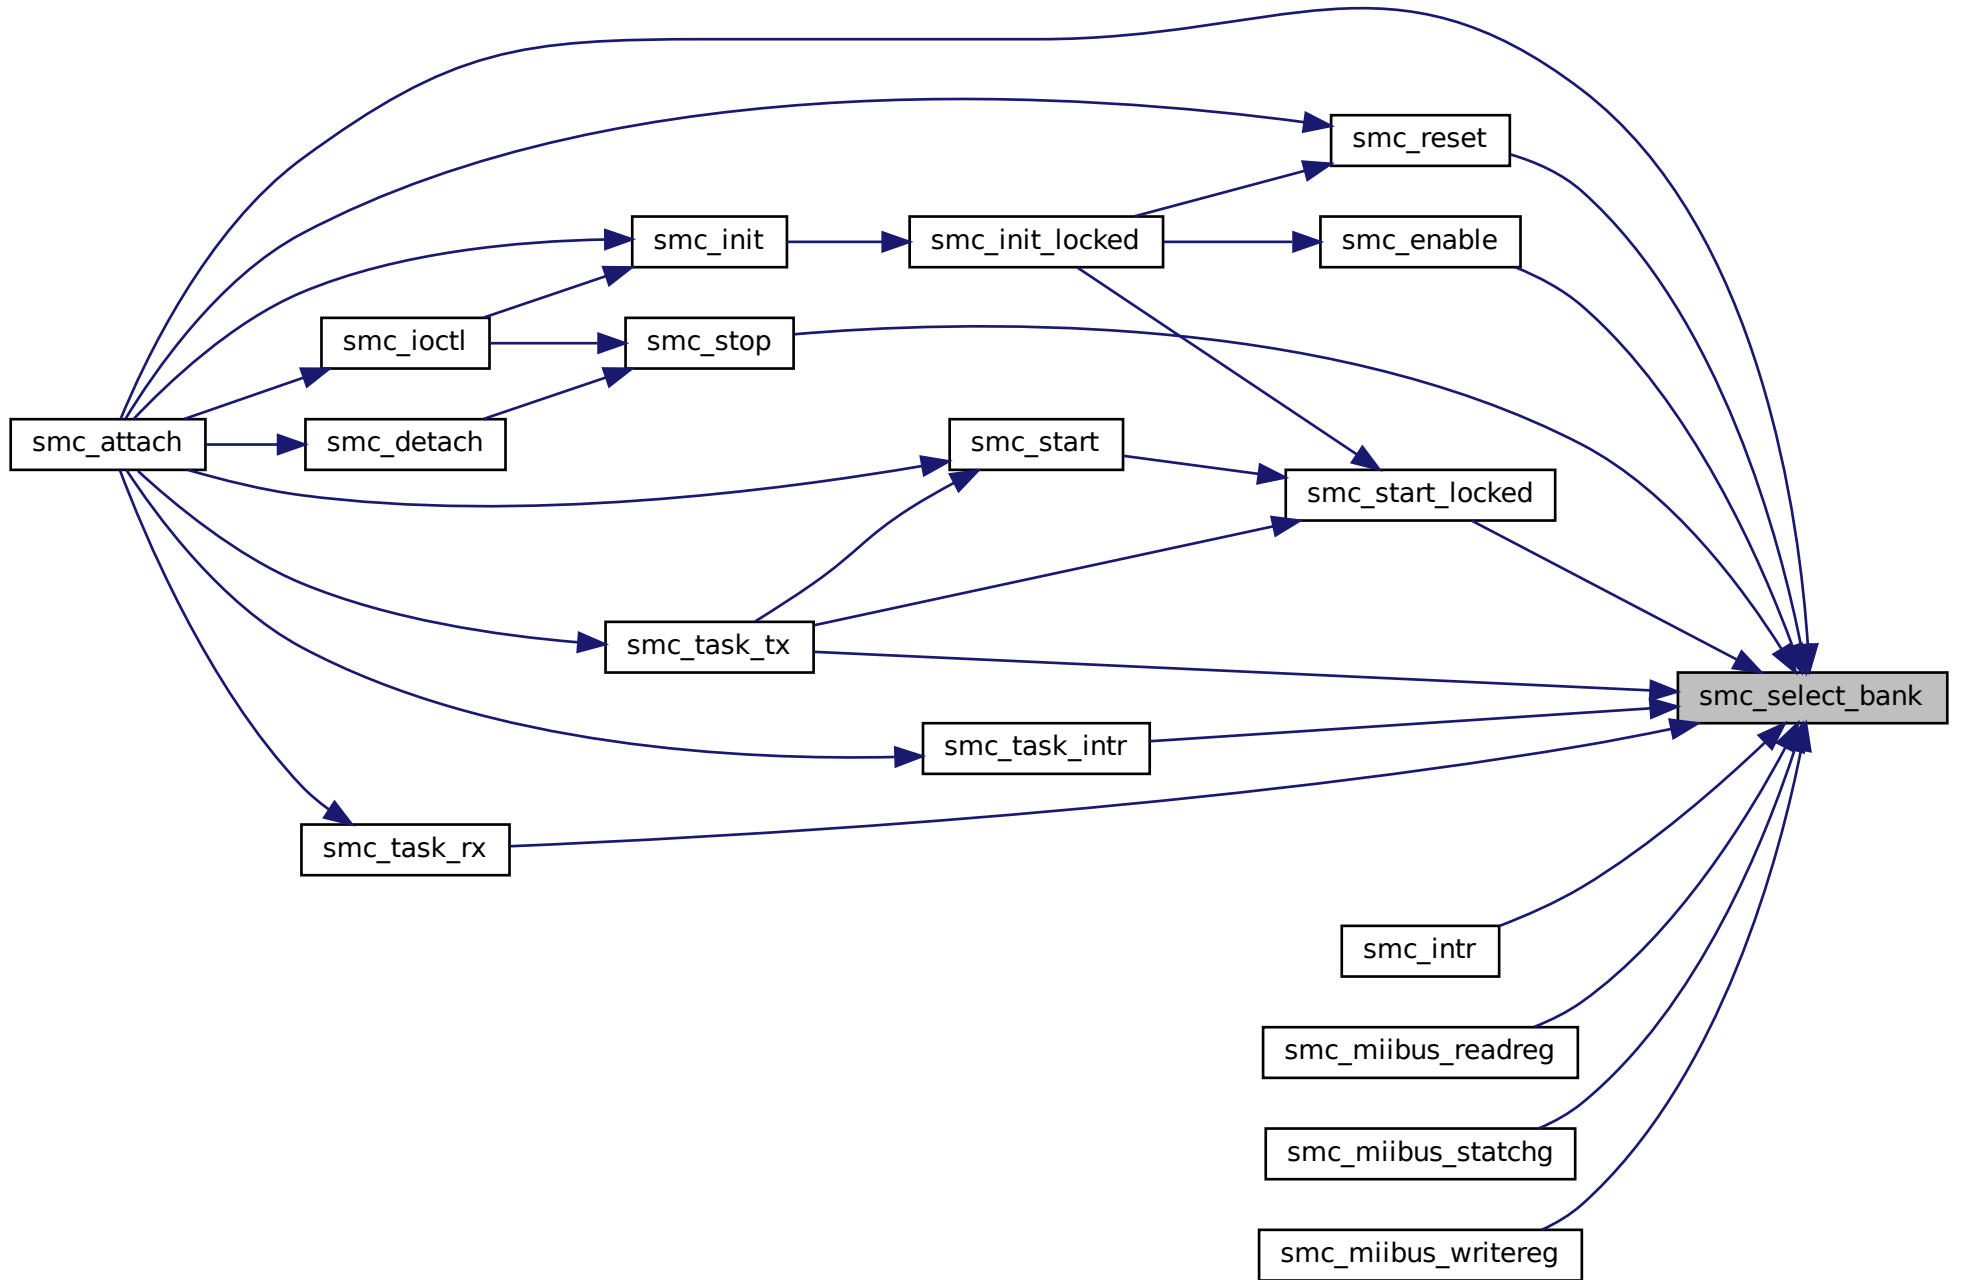 smc_reset
smc_init
smc_init_locked
smc_enable
smc_ioctl
smc_stop
smc_attach
smc_detach
smc_start
smc_start_locked
smc_task_tx
smc_select_bank
smc_task_intr
smc_task_rx
smc_intr
smc_miibus_readreg
smc_miibus_statchg
smc_miibus_writereg